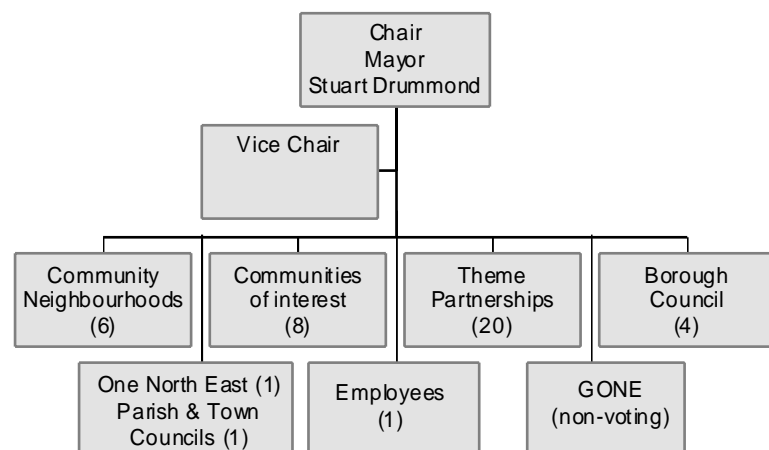 Chair
Mayor
Stuart Drummond
Vice Chair
Community
Neighbourhoods
(6)
Communities
of interest
(8)
Theme
Partnerships
(20)
Borough
Council
(4)
One North East (1)
Parish & Town
Councils (1)
Employees
(1)
GONE
(non-voting)